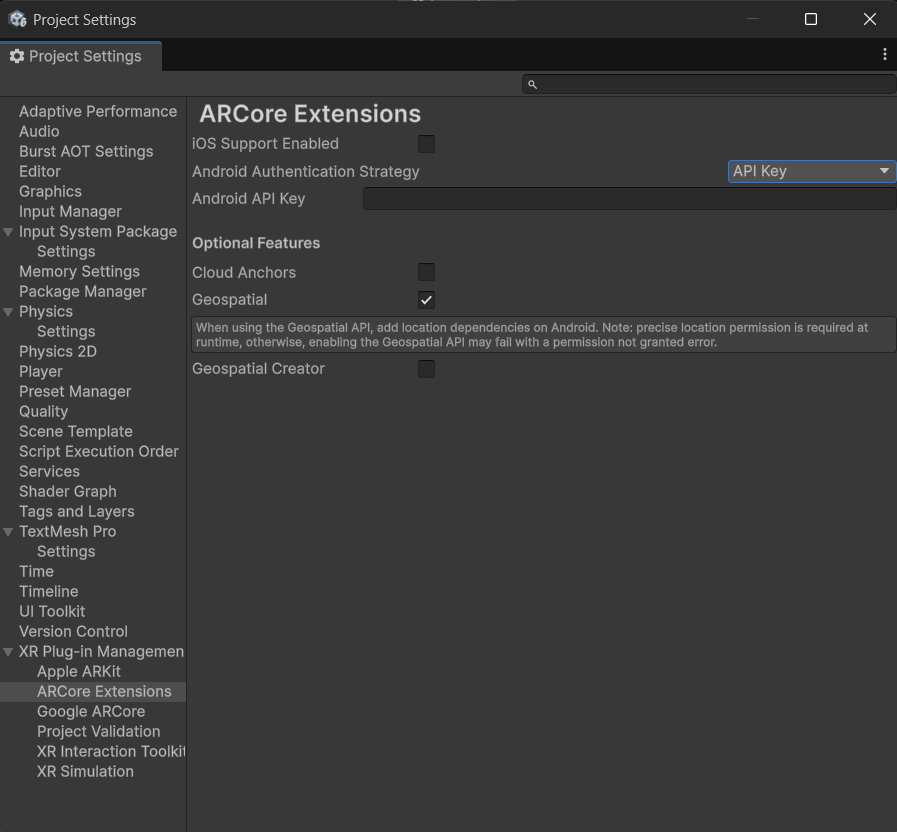 Project Settings
Project Settings
Adaptive Performance
Audio
Burst AOT Settings
Editor
Graphics
Input Manager
Input System Package
Settings
Memory Settings
Package Manager
Physics
Settings
Physics 2D
Player
Preset Manager
Quality
Scene Template
Script Execution Order
Services
Shader Graph
Tags and Layers
TextMesh Pro
Settings
Time
Timeline
UI Toolkit
Version Control
XR Plug-in Managemen
Apple ARKit
ARCore Extensions
Google ARCore
Project Validation
XR Interaction Toolkit
XR Simulation
ARCore Extensions
iOS Support Enabled
Android Authentication Strategy API Key
Android API Key
Optional Features
Cloud Anchors
Geospatial
When using the Geospatial API, add location dependencies on Android. Note: precise location permission is required at
runtime, otherwise, enabling the Geospatial API may fail with a permission not granted error.
Geospatial Creator